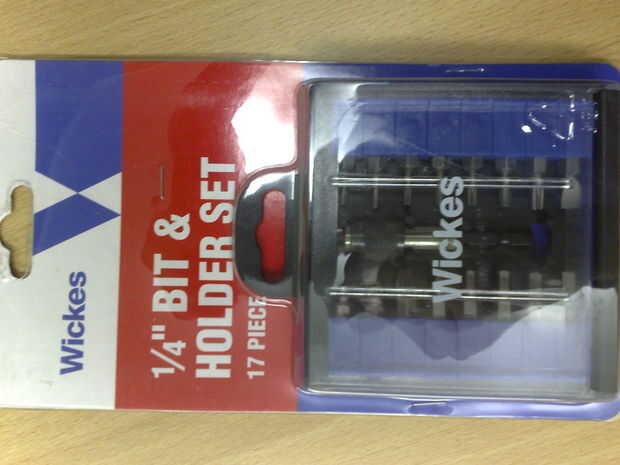 Wickes
1/4" BIT &
HOLDER SET
17 PIECE
Wickes